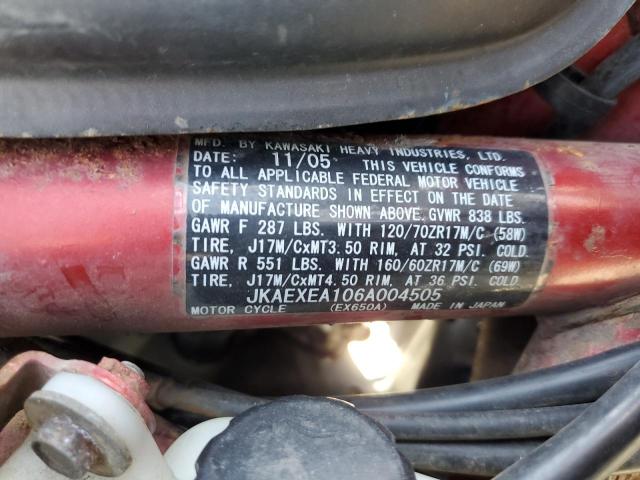 MFD. BY KAWASAKI HEAVY INDUSTRIES, LTD.
DATE: 11/05 THIS VEHICLE CONFORMS
TO ALL APPLICABLE FEDERAL MOTOR VEHICLE
SAFETY STANDARDS IN EFFECT ON THE DATE
OF MANUFACTURE SHOWN ABOVE. GVWR 838 LBS.
GAWR F 287 LBS. WITH 120/70ZR17M/C (58W)
TIRE, J17M/CxMT3.50 RIM, AT 32 PSI. COLD.
GAWR R 551 LBS. WITH 160/60ZR17M/C (69W)
TIRE, J17M/CxMT4.50 RIM, AT 36 PSI. COLD.
JKAEXEA106A004505
MOTOR CYCLE (EX650A) MADE IN JAPAN